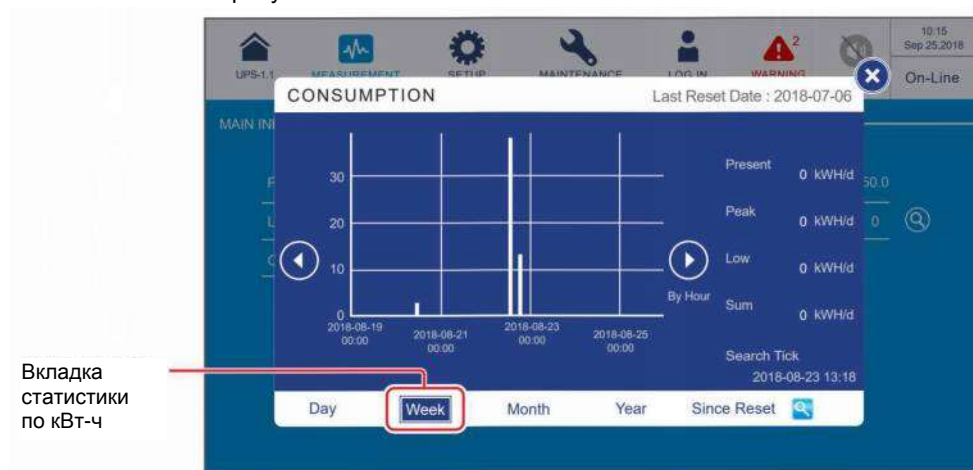 10:15
Sep 25,2018
UPS-1.1
MEASUREMENT
SETUP
MAINTENANCE
LOG IN
WARNING
2
On-Line
CONSUMPTION
Last Reset Date : 2018-07-06
MAIN IN
30
20
10
0
2018-08-19
00:00
2018-08-21
00:00
2018-08-23
00:00
2018-08-25
00:00
By Hour
Present
0 kWH/d
Peak
0 kWH/d
Low
0 kWH/d
Sum
0 kWH/d
Search Tick
2018-08-23 13:18
0
Day
Week
Month
Year
Since Reset
Вкладка
статистики
по кВт-ч